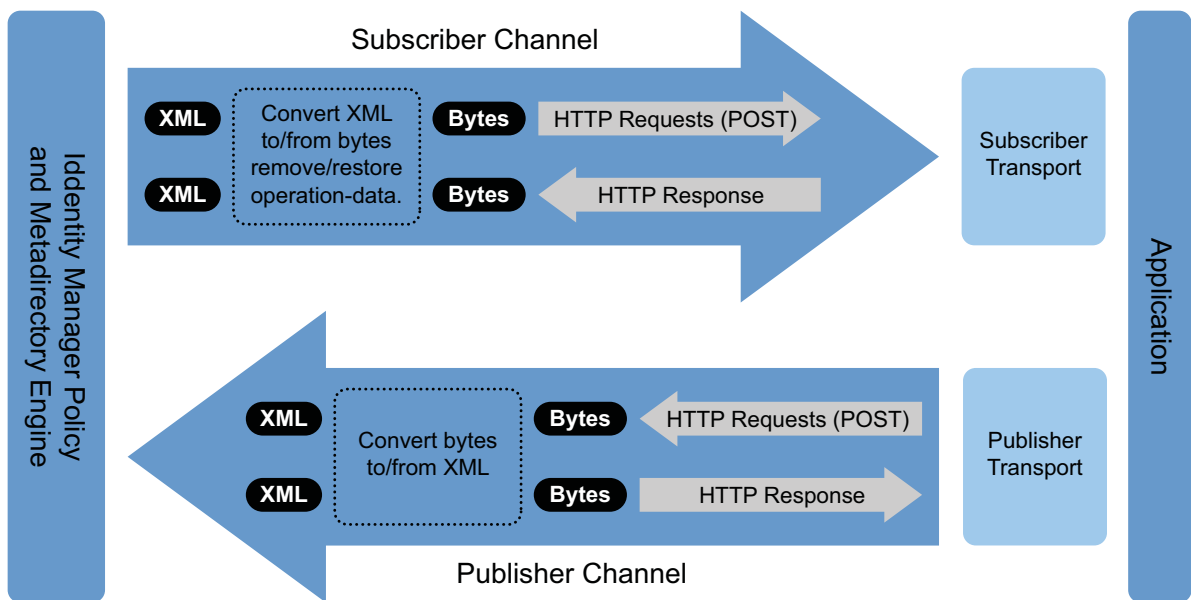 Iddentity Manager Policy
and Metadirectory Engine
Subscriber Channel
XML
Convert XML
to/from bytes
remove/restore
operation-data.
Bytes
HTTP Requests (POST)
XML
Bytes
HTTP Response
Subscriber
Transport
Application
XML
Convert bytes
to/from XML
Bytes
HTTP Requests (POST)
XML
Bytes
HTTP Response
Publisher
Transport
Publisher Channel